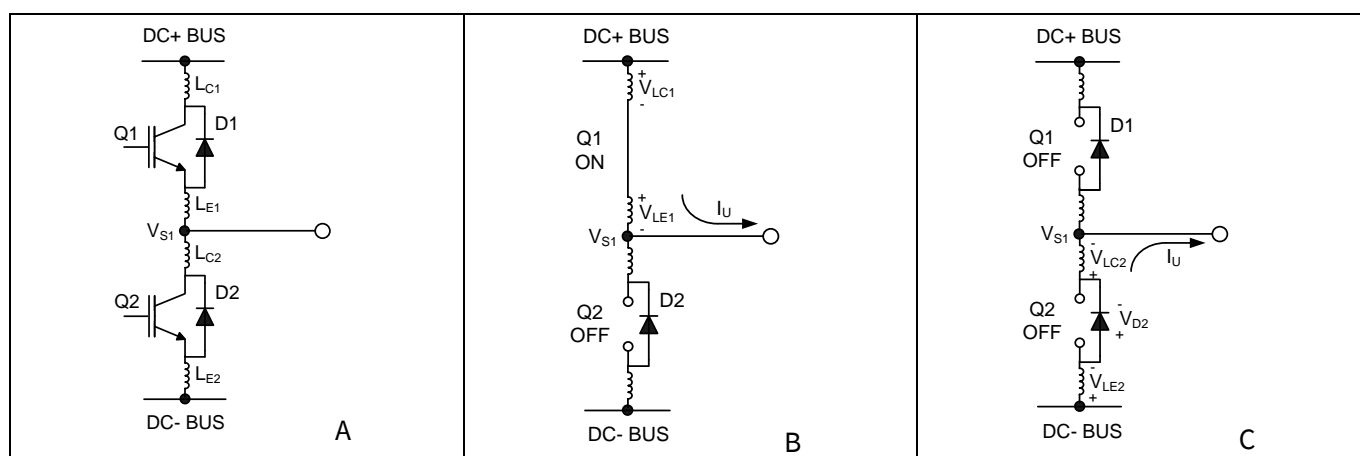 DC+ BUS
LC1
Q1
D1
LE1
VS1
LC2
Q2
D2
LE2
DC- BUS
A
DC+ BUS
+
VLC1
-
Q1
ON
+
VLE1
-
IU
VS1
Q2
OFF
D2
DC- BUS
B
DC+ BUS
Q1
OFF
D1
VS1
-
VLC2
+
IU
Q2
OFF
-
VD2
+
-
VLE2
+
DC- BUS
C